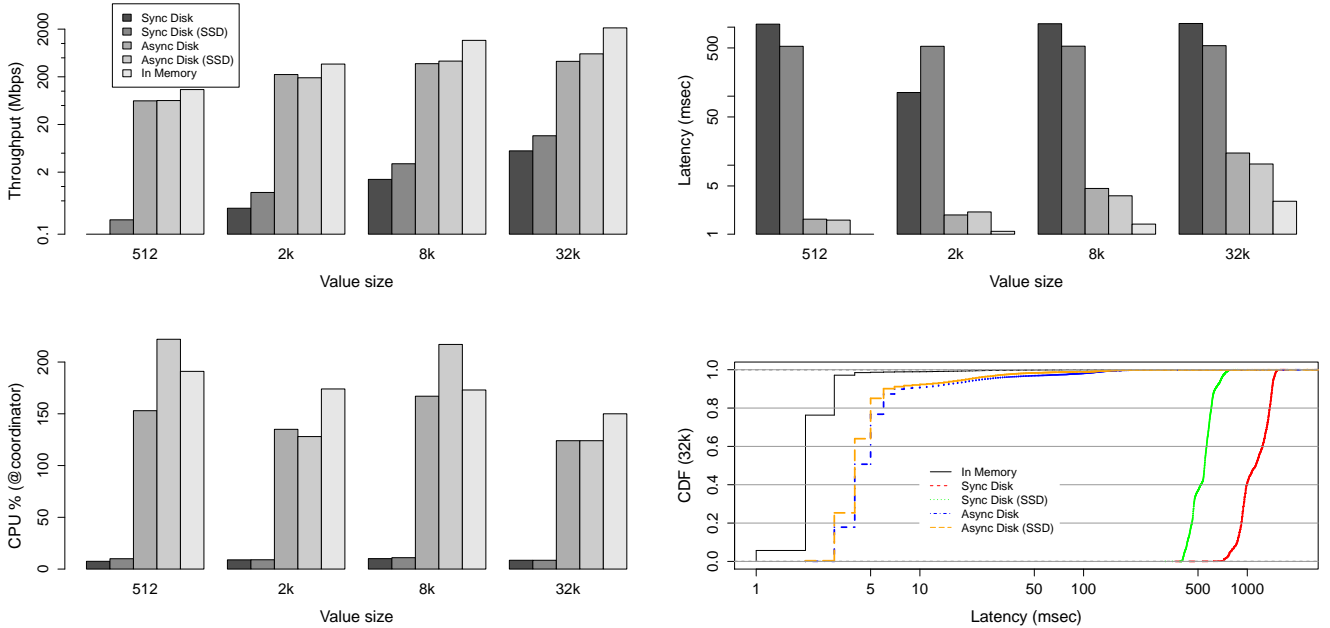 Sync Disk
Sync Disk (SSD)
Async Disk
Async Disk (SSD)
In Memory
Throughput (Mbps)
2000
200
20
2
0.1
512 2k 8k 32k
Value size
Latency (msec)
500
50
5
1
512 2k 8k 32k
Value size
CPU % (@coordinator)
200
150
100
50
0
512 2k 8k 32k
Value size
CDF (32k)
1.0
0.8
0.6
0.4
0.2
0.0
In Memory
Sync Disk
Sync Disk (SSD)
Async Disk
Async Disk (SSD)
1 5 10 50 100 500 1000
Latency (msec)